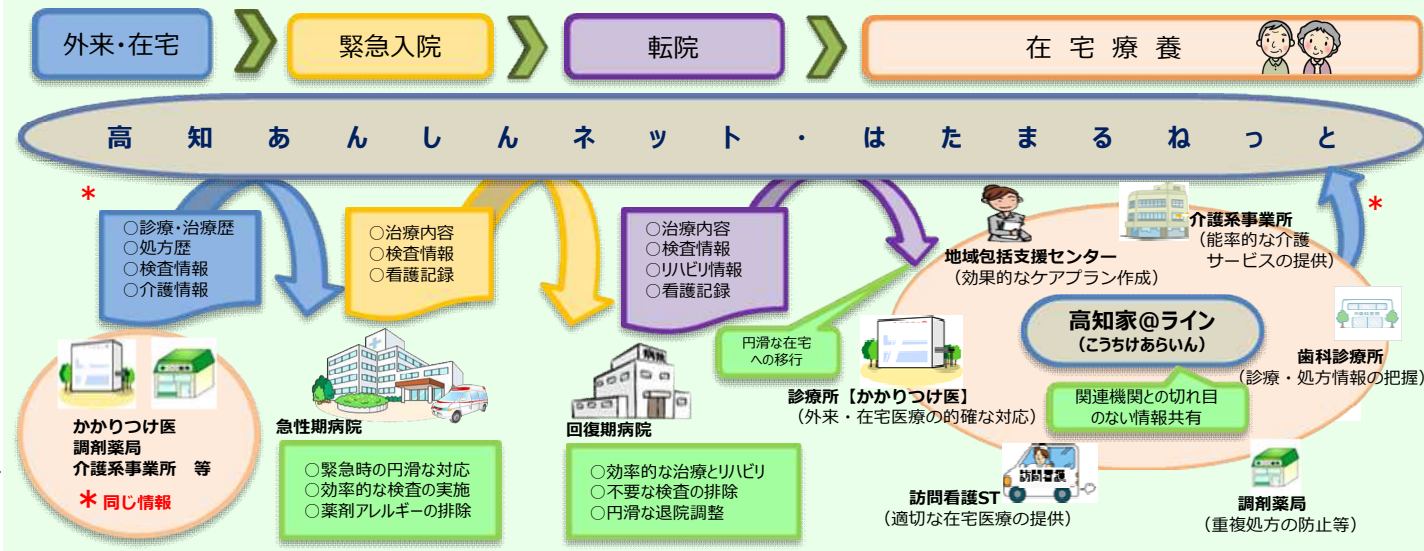 外来・在宅
緊急入院
転院
在宅療養
高知あんしんネット・はたまるねっと
*
○診療・治療歴
○処方歴
○検査情報
○介護情報
○治療内容
○検査情報
○看護記録
○治療内容
○検査情報
○リハビリ情報
○看護記録
円滑な在宅
への移行
かかりつけ医
調剤薬局
介護系事業所 等
*同じ情報
急性期病院
○緊急時の円滑な対応
○効率的な検査の実施
○薬剤アレルギーの排除
病院
回復期病院
○効率的な治療とリハビリ
○不要な検査の排除
○円滑な退院調整
地域包括支援センター
(効果的なケアプラン作成)
介護系事業所
(能率的な介護
サービスの提供)
*
高知家@ライン
(こうちけあらいん)
関連機関との切れ目
のない情報共有
歯科診療所
(診療・処方情報の把握)
診療所【かかりつけ医】
(外来・在宅医療の的確な対応)
訪問看護
訪問看護ST
(適切な在宅医療の提供)
調剤薬局
(重複処方の防止等)